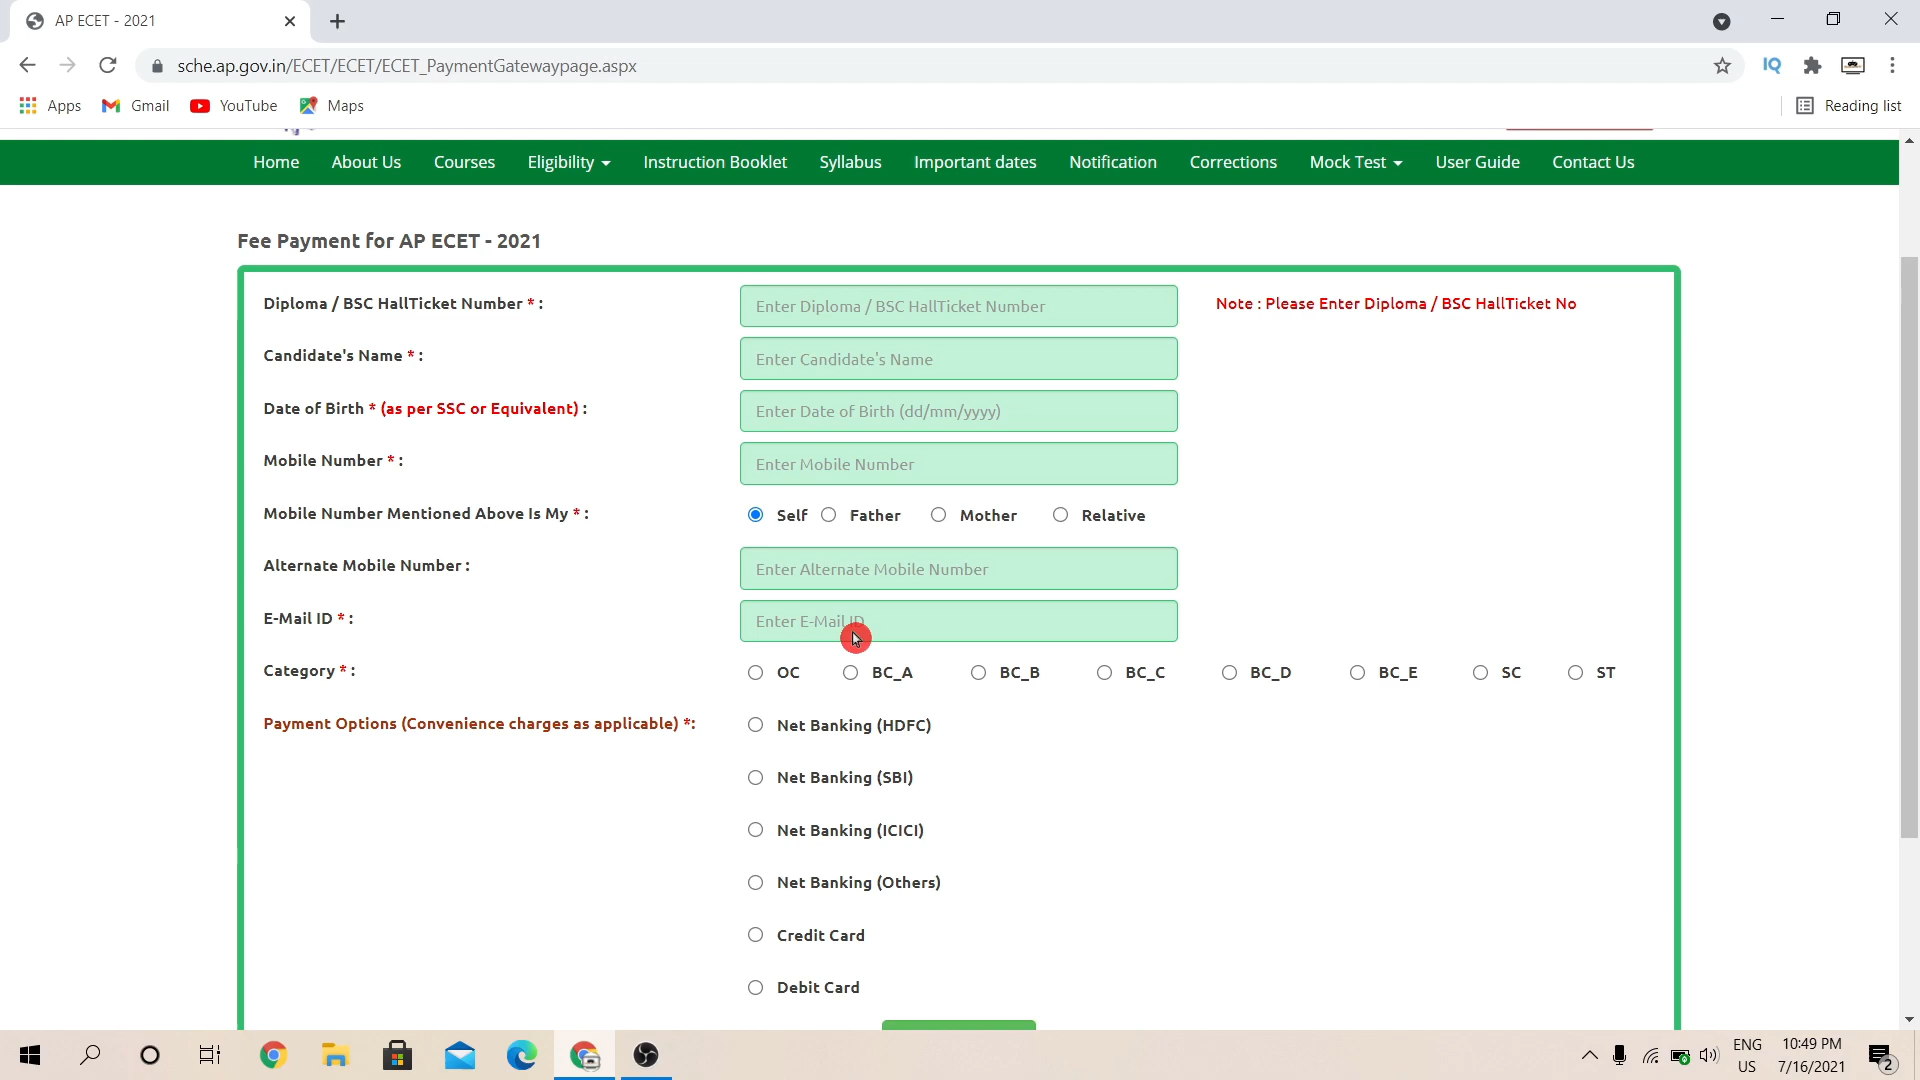 AP ECET - 2021
sche.ap.gov.in/ECET/ECET/ECET_PaymentGatewaypage.aspx
IQ
Apps Gmail YouTube Maps Reading list
Home About Us Courses Eligibility Instruction Booklet Syllabus Important dates Notification Corrections Mock Test User Guide Contact Us
Fee Payment for AP ECET - 2021
Diploma / BSC HallTicket Number * : Enter Diploma / BSC HallTicket Number Note : Please Enter Diploma / BSC HallTicket No
Candidate's Name * : Enter Candidate's Name
Date of Birth * (as per SSC or Equivalent) : Enter Date of Birth (dd/mm/yyyy)
Mobile Number * : Enter Mobile Number
Mobile Number Mentioned Above Is My * : Self Father Mother Relative
Alternate Mobile Number : Enter Alternate Mobile Number
E-Mail ID * : Enter E-Mail ID
Category * : OC BC_A BC_B BC_C BC_D BC_E SC ST
Payment Options (Convenience charges as applicable) *: Net Banking (HDFC)
Net Banking (SBI)
Net Banking (ICICI)
Net Banking (Others)
Credit Card
Debit Card
ENG 10:49 PM
US 7/16/2021 2